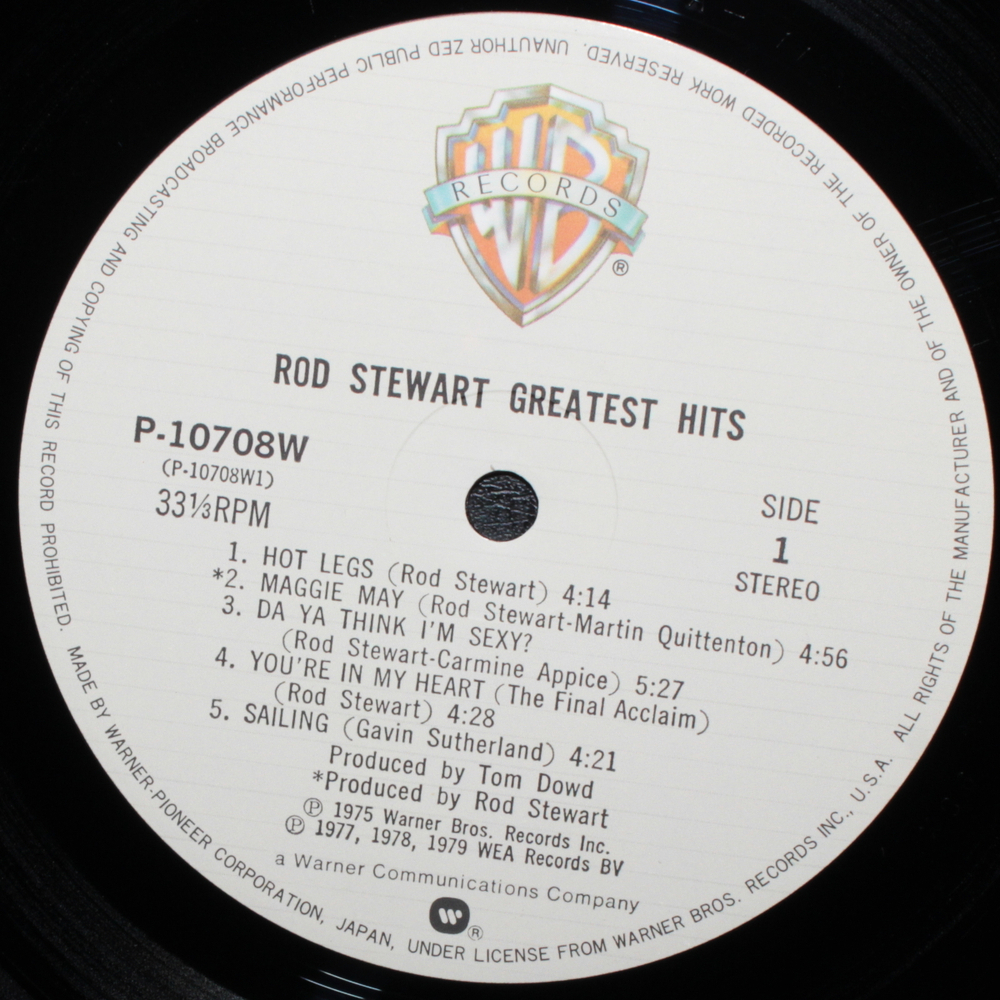 WB
RECORDS
®
ROD STEWART GREATEST HITS
P-10708W
(P-10708W1)
33⅓RPM
SIDE
1
STEREO
1. HOT LEGS (Rod Stewart) 4:14
*2. MAGGIE MAY (Rod Stewart-Martin Quittenton) 4:56
3. DA YA THINK I'M SEXY?
(Rod Stewart-Carmine Appice) 5:27
4. YOU'RE IN MY HEART (The Final Acclaim)
(Rod Stewart) 4:28
5. SAILING (Gavin Sutherland) 4:21
Produced by Tom Dowd
*Produced by Rod Stewart
℗ 1975 Warner Bros. Records Inc.
℗ 1977, 1978, 1979 WEA Records BV
a Warner Communications Company
W ®
MADE BY WARNER-PIONEER CORPORATION, JAPAN, UNDER LICENSE FROM WARNER BROS. RECORDS INC., U.S.A. ALL RIGHTS OF THE MANUFACTURER AND OF THE OWNER OF THE RECORDED WORK RESERVED. UNAUTHOR ZED PUBLIC PERFORMANCE BROADCASTING AND COPYING OF THIS RECORD PROHIBITED.